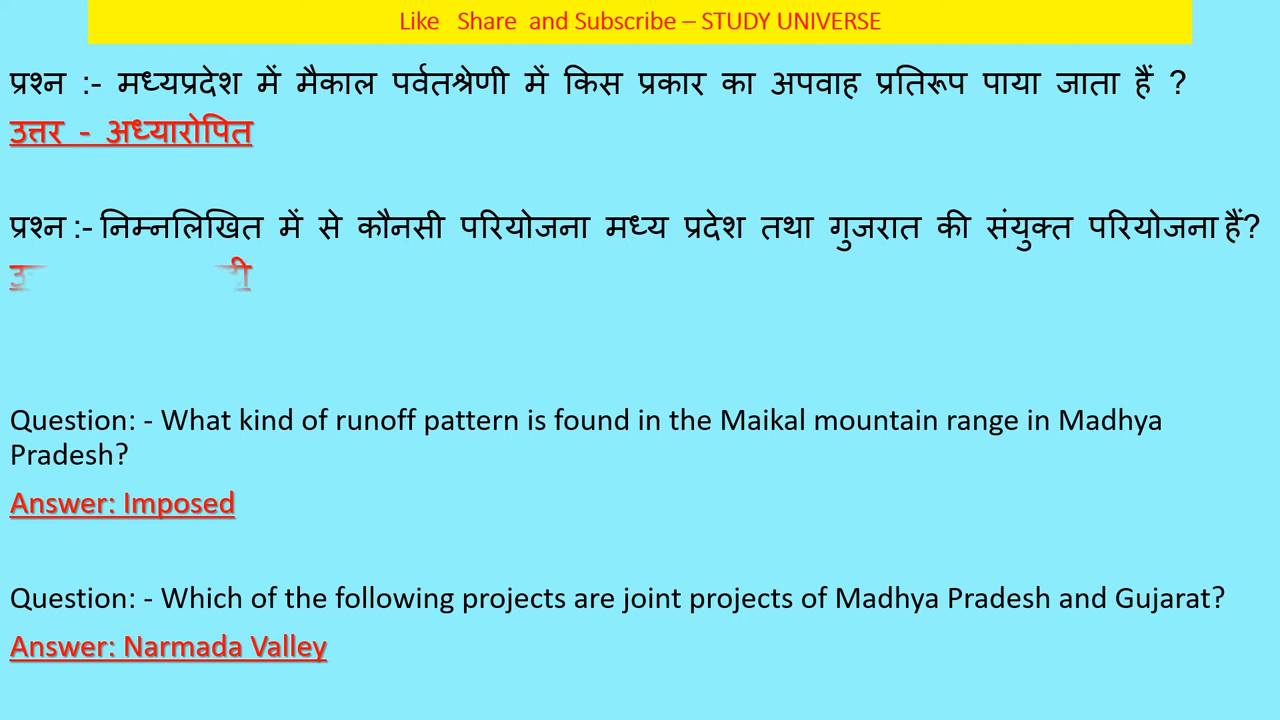 Like Share and Subscribe – STUDY UNIVERSE
प्रश्न :- मध्यप्रदेश में मैकाल पर्वतश्रेणी में किस प्रकार का अपवाह प्रतिरूप पाया जाता हैं ?
उत्तर - अध्यारोपित
प्रश्न :- निम्नलिखित में से कौनसी परियोजना मध्य प्रदेश तथा गुजरात की संयुक्त परियोजना हैं?
Question: - What kind of runoff pattern is found in the Maikal mountain range in Madhya
Pradesh?
Answer: Imposed
Question: - Which of the following projects are joint projects of Madhya Pradesh and Gujarat?
Answer: Narmada Valley